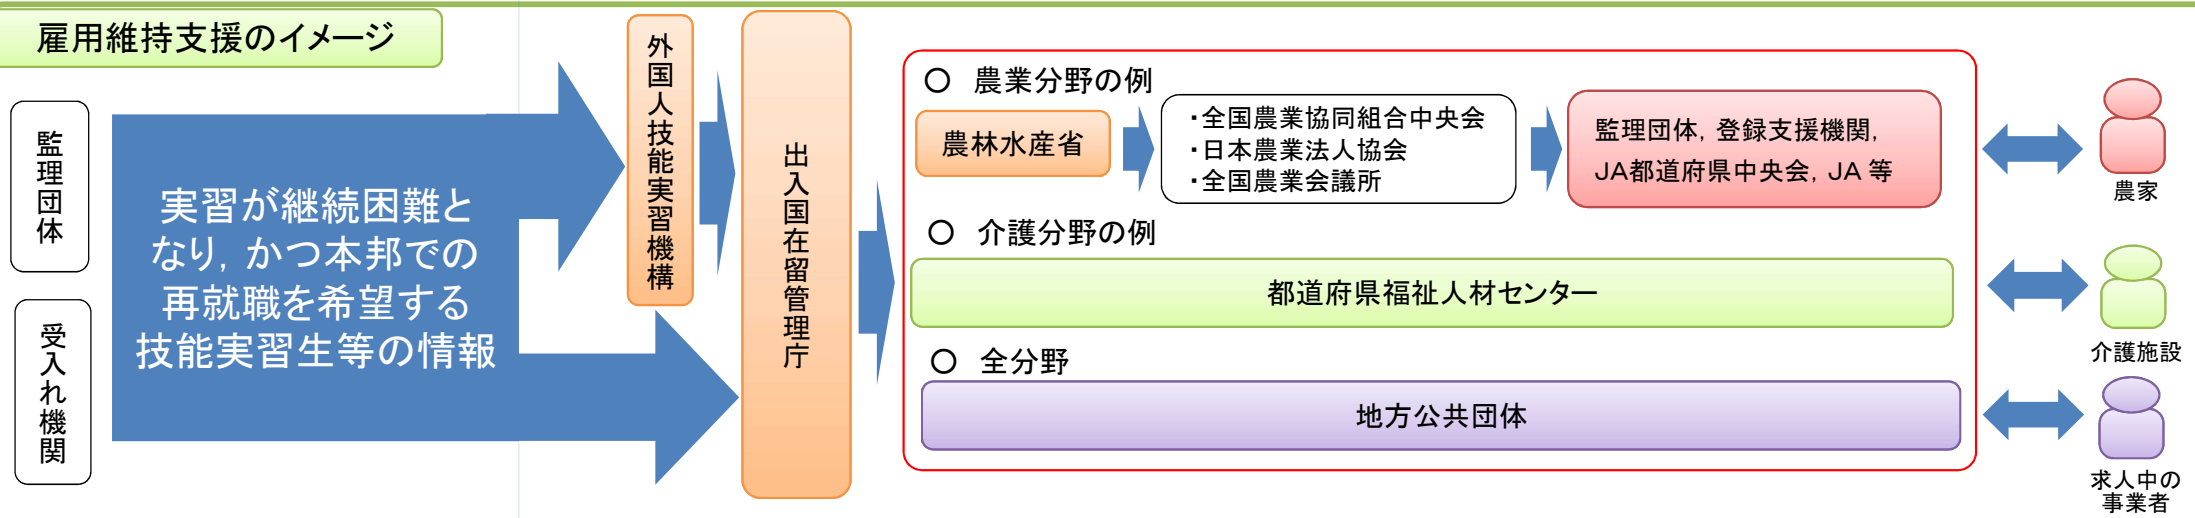 雇用維持支援のイメージ
監理団体
受入れ機関
実習が継続困難と
なり，かつ本邦での
再就職を希望する
技能実習生等の情報
外国人技能実習機構
出入国在留管理庁
○　農業分野の例
農林水産省
・全国農業協同組合中央会
・日本農業法人協会
・全国農業会議所
監理団体，登録支援機関，
JA都道府県中央会，JA 等
農家
○　介護分野の例
都道府県福祉人材センター
介護施設
○　全分野
地方公共団体
求人中の
事業者